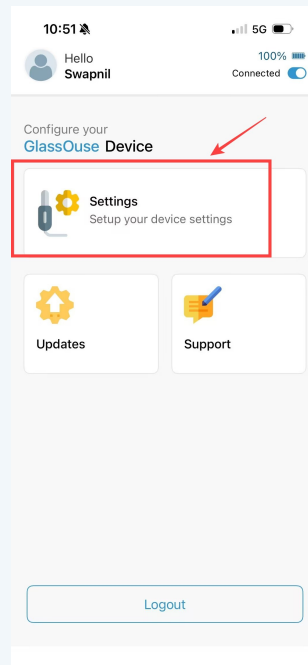 10:51
5G
Hello
Swapnil
100%
Connected
Configure your
GlassOuse Device
Settings
Setup your device settings
Updates
Support
Logout